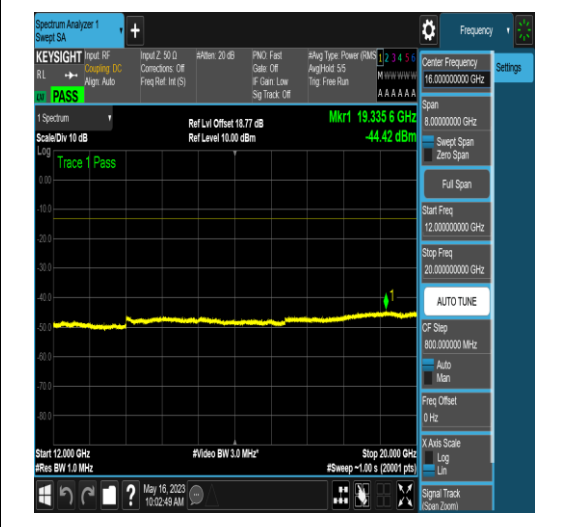 Spectrum Analyzer 1
Swept SA
+
Frequency
KEYSIGHT
RL
PASS
Input: RF
Coupling: DC
Align: Auto
Input Z: 50 Ω
Corrections: Off
Freq Ref: Int (S)
#Atten: 20 dB
PNO: Fast
Gate: Off
IF Gain: Low
Sig Track: Off
#Avg Type: Power (RMS
Avg|Hold: 5/5
Trig: Free Run
1 2 3 4 5 6
M W W W W W
A A A A A A
Center Frequency
16.000000000 GHz
Settings
Span
8.00000000 GHz
Swept Span
Zero Span
Full Span
Start Freq
12.000000000 GHz
Stop Freq
20.000000000 GHz
AUTO TUNE
CF Step
800.000000 MHz
Auto
Man
Freq Offset
0 Hz
X Axis Scale
Log
Lin
Signal Track
(Span Zoom)
1 Spectrum
Scale/Div 10 dB
Ref Lvl Offset 18.77 dB
Ref Level 10.00 dBm
Mkr1 19.335 6 GHz
-44.42 dBm
Log
Trace 1 Pass
0.00
-10.0
-20.0
-30.0
-40.0
-50.0
-60.0
-70.0
-80.0
1
Start 12.000 GHz
#Res BW 1.0 MHz
#Video BW 3.0 MHz*
Stop 20.000 GHz
#Sweep ~1.00 s (20001 pts)
?
May 16, 2023
10:02:49 AM